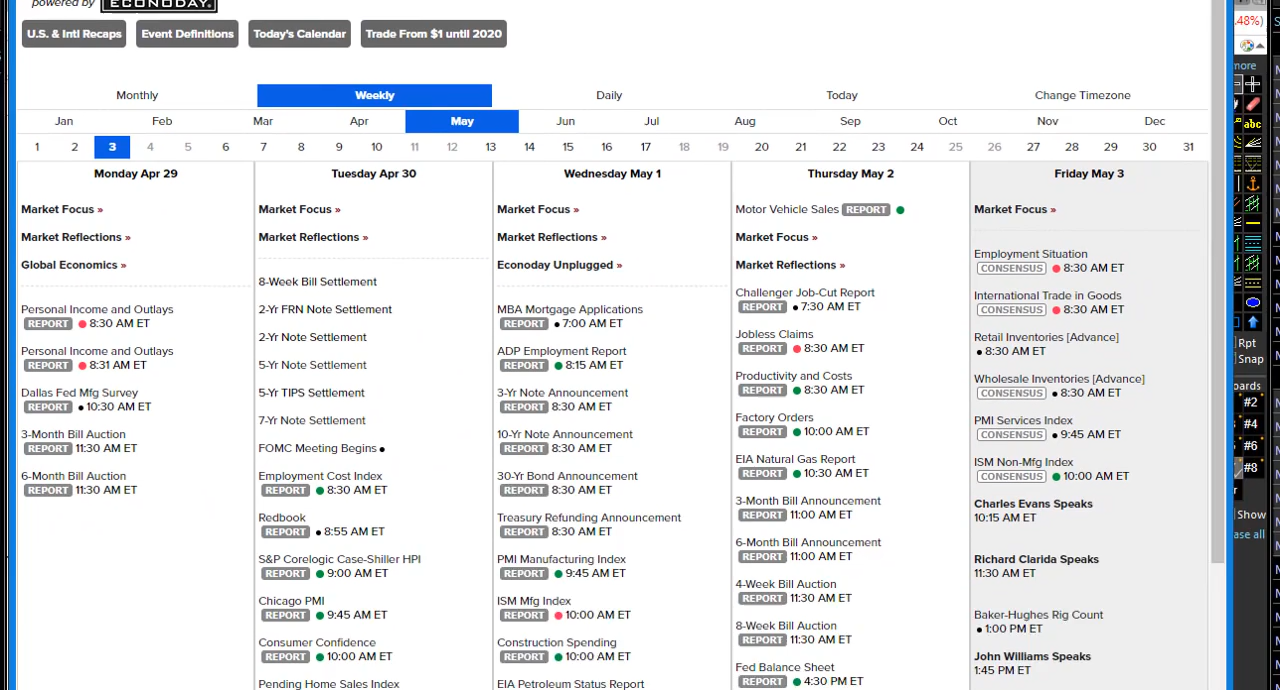 powered by ECONODAY
U.S. & Intl Recaps Event Definitions Today's Calendar Trade From $1 until 2020
Monthly Weekly Daily Today Change Timezone
Jan Feb Mar Apr May Jun Jul Aug Sep Oct Nov Dec
1 2 3 4 5 6 7 8 9 10 11 12 13 14 15 16 17 18 19 20 21 22 23 24 25 26 27 28 29 30 31
Monday Apr 29
Market Focus »
Market Reflections »
Global Economics »
Personal Income and Outlays
REPORT 8:30 AM ET
Personal Income and Outlays
REPORT 8:31 AM ET
Dallas Fed Mfg Survey
REPORT 10:30 AM ET
3-Month Bill Auction
REPORT 11:30 AM ET
6-Month Bill Auction
REPORT 11:30 AM ET
Tuesday Apr 30
Market Focus »
Market Reflections »
8-Week Bill Settlement
2-Yr FRN Note Settlement
2-Yr Note Settlement
5-Yr Note Settlement
5-Yr TIPS Settlement
7-Yr Note Settlement
FOMC Meeting Begins
Employment Cost Index
REPORT 8:30 AM ET
Redbook
REPORT 8:55 AM ET
S&P Corelogic Case-Shiller HPI
REPORT 9:00 AM ET
Chicago PMI
REPORT 9:45 AM ET
Consumer Confidence
REPORT 10:00 AM ET
Pending Home Sales Index
Wednesday May 1
Market Focus »
Market Reflections »
Econoday Unplugged »
MBA Mortgage Applications
REPORT 7:00 AM ET
ADP Employment Report
REPORT 8:15 AM ET
3-Yr Note Announcement
REPORT 8:30 AM ET
10-Yr Note Announcement
REPORT 8:30 AM ET
30-Yr Bond Announcement
REPORT 8:30 AM ET
Treasury Refunding Announcement
REPORT 8:30 AM ET
PMI Manufacturing Index
REPORT 9:45 AM ET
ISM Mfg Index
REPORT 10:00 AM ET
Construction Spending
REPORT 10:00 AM ET
EIA Petroleum Status Report
Thursday May 2
Motor Vehicle Sales REPORT
Market Focus »
Market Reflections »
Challenger Job-Cut Report
REPORT 7:30 AM ET
Jobless Claims
REPORT 8:30 AM ET
Productivity and Costs
REPORT 8:30 AM ET
Factory Orders
REPORT 10:00 AM ET
EIA Natural Gas Report
REPORT 10:30 AM ET
3-Month Bill Announcement
REPORT 11:00 AM ET
6-Month Bill Announcement
REPORT 11:00 AM ET
4-Week Bill Auction
REPORT 11:30 AM ET
8-Week Bill Auction
REPORT 11:30 AM ET
Fed Balance Sheet
REPORT 4:30 PM ET
Friday May 3
Market Focus »
Employment Situation
CONSENSUS 8:30 AM ET
International Trade in Goods
CONSENSUS 8:30 AM ET
Retail Inventories [Advance]
8:30 AM ET
Wholesale Inventories [Advance]
CONSENSUS 8:30 AM ET
PMI Services Index
CONSENSUS 9:45 AM ET
ISM Non-Mfg Index
CONSENSUS 10:00 AM ET
Charles Evans Speaks
10:15 AM ET
Richard Clarida Speaks
11:30 AM ET
Baker-Hughes Rig Count
1:00 PM ET
John Williams Speaks
1:45 PM ET
.48%)
more
abc
Rpt
Snap
oards
#2
#4
#6
#8
Show
ase all